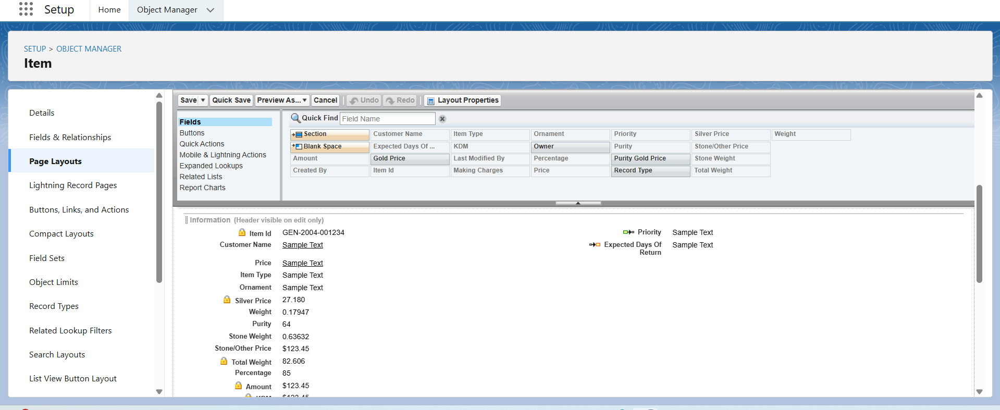 Setup
Home
Object Manager
SETUP > OBJECT MANAGER
Item
Details
Fields & Relationships
Page Layouts
Lightning Record Pages
Buttons, Links, and Actions
Compact Layouts
Field Sets
Object Limits
Record Types
Related Lookup Filters
Search Layouts
List View Button Layout
Save Quick Save Preview As... Cancel Undo Redo Layout Properties
Fields
Buttons
Quick Actions
Mobile & Lightning Actions
Expanded Lookups
Related Lists
Report Charts
Quick Find Field Name
Section Customer Name Item Type Ornament Priority Silver Price Weight
Blank Space Expected Days Of ... KDM Owner Purity Stone/Other Price
Amount Gold Price Last Modified By Percentage Purity Gold Price Stone Weight
Created By Item Id Making Charges Price Record Type Total Weight
Information (Header visible on edit only)
Item Id GEN-2004-001234
Customer Name Sample Text
Price Sample Text
Item Type Sample Text
Ornament Sample Text
Silver Price 27.180
Weight 0.17947
Purity 64
Stone Weight 0.63632
Stone/Other Price $123.45
Total Weight 82.606
Percentage 85
Amount $123.45
KDM $123.45
Priority Sample Text
Expected Days Of Return Sample Text